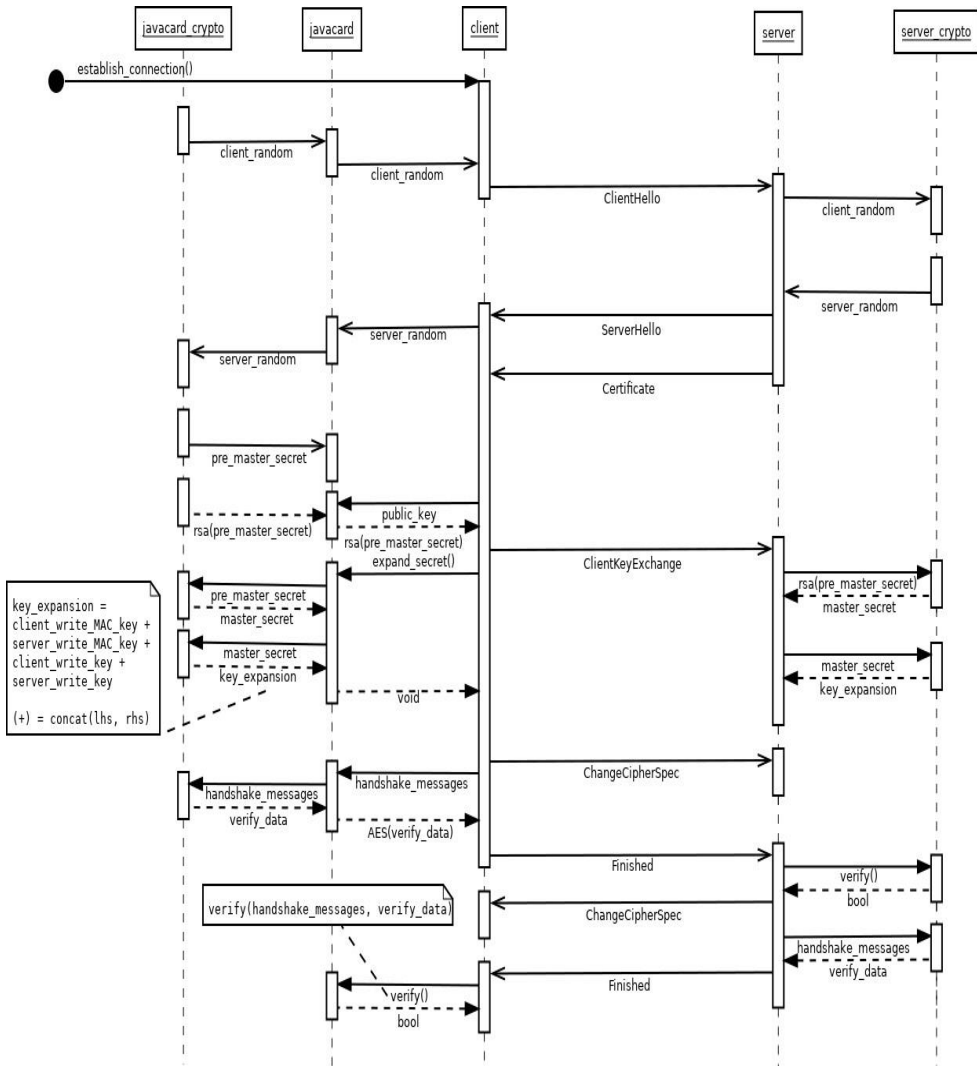 javacard_crypto
javacard
client
server
server_crypto
establish_connection()
client_random
client_random
ClientHello
client_random
server_random
ServerHello
server_random
server_random
Certificate
pre_master_secret
public_key
rsa(pre_master_secret)
rsa(pre_master_secret)
expand_secret()
ClientKeyExchange
rsa(pre_master_secret)
master_secret
pre_master_secret
master_secret
key_expansion =
client_write_MAC_key +
server_write_MAC_key +
client_write_key +
server_write_key
(+) = concat(lhs, rhs)
master_secret
key_expansion
master_secret
key_expansion
void
ChangeCipherSpec
handshake_messages
handshake_messages
verify_data
AES(verify_data)
Finished
verify()
bool
verify(handshake_messages, verify_data)
ChangeCipherSpec
handshake_messages
verify_data
Finished
verify()
bool